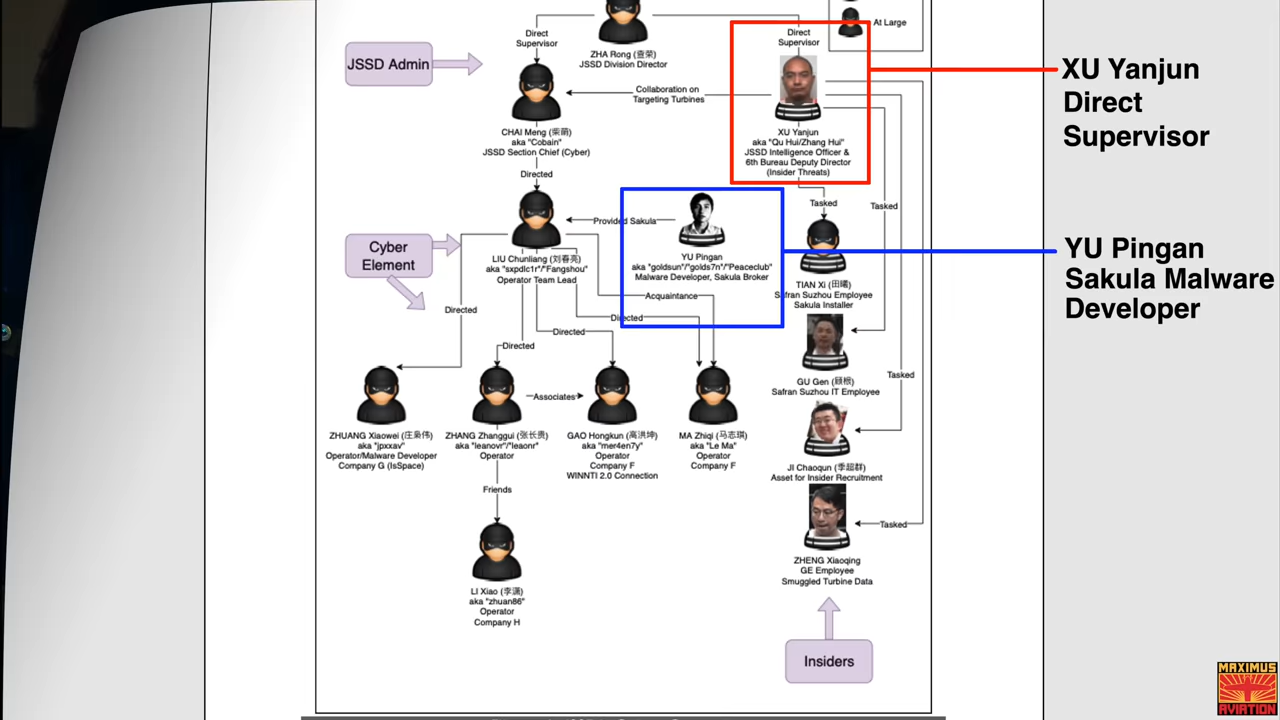 At Large
Direct
Supervisor
Direct
Supervisor
ZHA Rong (查荣)
JSSD Division Director
JSSD Admin
Collaboration on
Targeting Turbines
CHAI Meng (柴萌)
aka "Cobain"
JSSD Section Chief (Cyber)
XU Yanjun
aka "Qu Hui/Zhang Hui"
JSSD Intelligence Officer &
6th Bureau Deputy Director
(Insider Threats)
XU Yanjun
Direct
Supervisor
Directed
Tasked
Tasked
Provided Sakula
Cyber
Element
LIU Chunliang (刘春亮)
aka "sxpdlc1r"/"Fangshou"
Operator Team Lead
YU Pingan
aka "goldsun"/"golds7n"/"Peaceclub"
Malware Developer, Sakula Broker
YU Pingan
Sakula Malware
Developer
TIAN Xi (田曦)
Safran Suzhou Employee
Sakula Installer
Acquaintance
Directed
Directed
Directed
Directed
GU Gen (顾根)
Safran Suzhou IT Employee
Tasked
Associates
ZHUANG Xiaowei (庄枭伟)
aka "jpxxav"
Operator/Malware Developer
Company G (IsSpace)
ZHANG Zhanggui (张长贵)
aka "leanovr"/"leaonr"
Operator
GAO Hongkun (高洪坤)
aka "mer4en7y"
Operator
Company F
WINNTI 2.0 Connection
MA Zhiqi (马志琪)
aka "Le Ma"
Operator
Company F
JI Chaoqun (季超群)
Asset for Insider Recruitment
Friends
Tasked
ZHENG Xiaoqing
GE Employee
Smuggled Turbine Data
LI Xiao (李潇)
aka "zhuan86"
Operator
Company H
Insiders
MAXIMUS
AVIATION